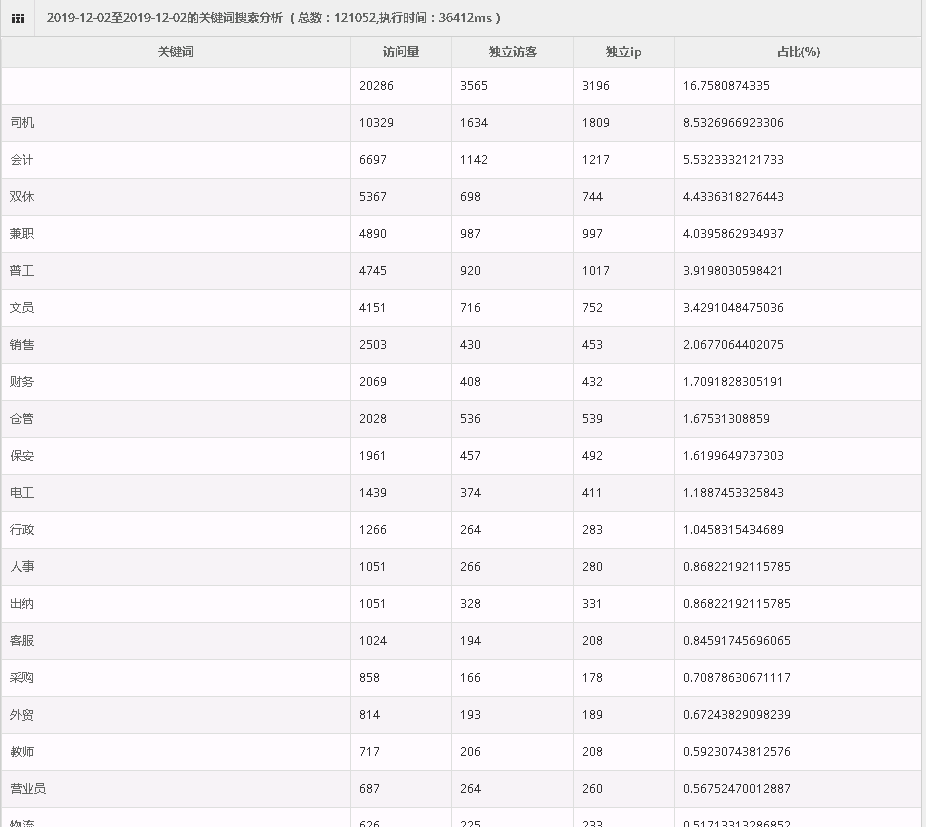 2019-12-02至2019-12-02的关键词搜索分析 ( 总数：121052,执行时间：36412ms )
关键词 访问量 独立访客 独立ip 占比(%)
20286 3565 3196 16.7580874335
司机 10329 1634 1809 8.5326966923306
会计 6697 1142 1217 5.5323332121733
双休 5367 698 744 4.4336318276443
兼职 4890 987 997 4.0395862934937
普工 4745 920 1017 3.9198030598421
文员 4151 716 752 3.4291048475036
销售 2503 430 453 2.0677064402075
财务 2069 408 432 1.7091828305191
仓管 2028 536 539 1.67531308859
保安 1961 457 492 1.6199649737303
电工 1439 374 411 1.1887453325843
行政 1266 264 283 1.0458315434689
人事 1051 266 280 0.86822192115785
出纳 1051 328 331 0.86822192115785
客服 1024 194 208 0.84591745696065
采购 858 166 178 0.70878630671117
外贸 814 193 189 0.67243829098239
教师 717 206 208 0.59230743812576
营业员 687 264 260 0.56752470012887
物流 626 225 233 0.51713313286852